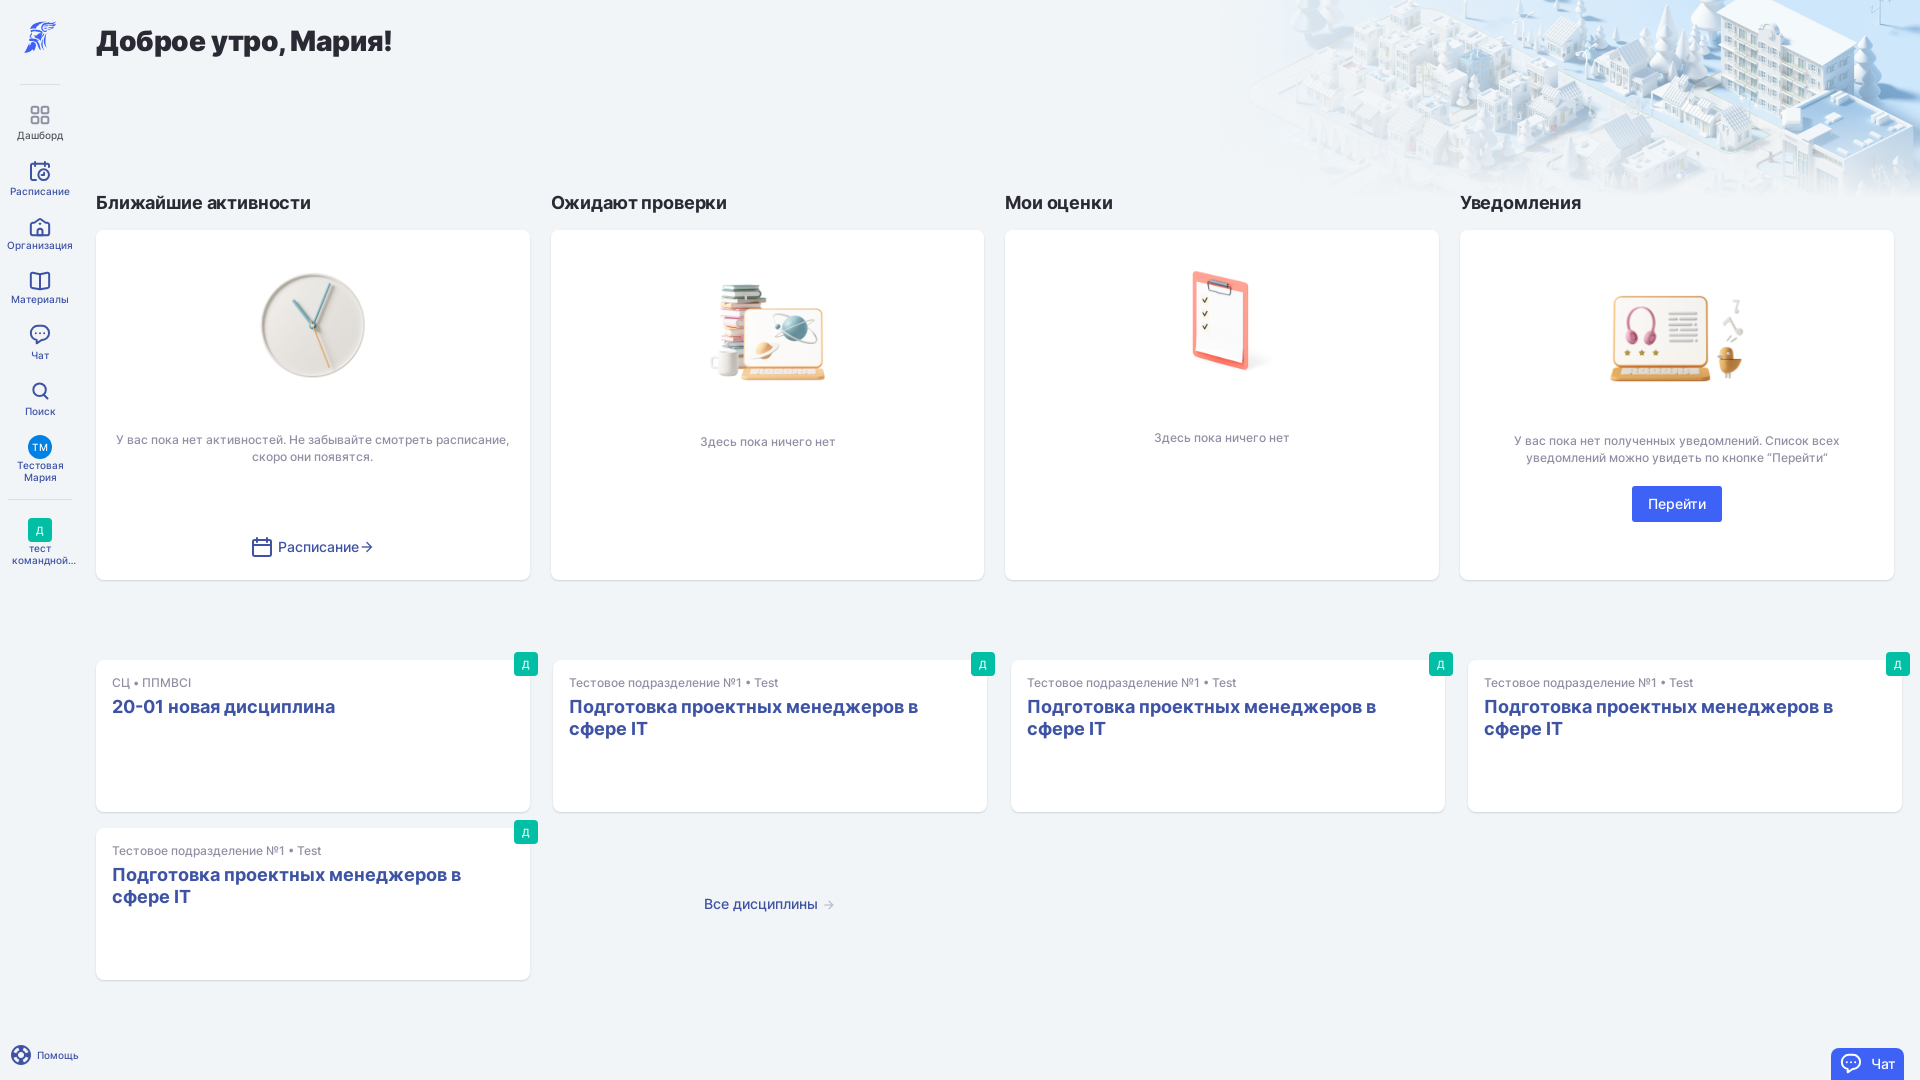 Доброе утро, Мария!
Дашборд
Расписание
Организация
Материалы
Чат
Поиск
ТМ
Тестовая
Мария
Д
тест
командной...
Помощь
Ближайшие активности
У вас пока нет активностей. Не забывайте смотреть расписание,
скоро они появятся.
Расписание
Ожидают проверки
Здесь пока ничего нет
Мои оценки
Здесь пока ничего нет
Уведомления
У вас пока нет полученных уведомлений. Список всех
уведомлений можно увидеть по кнопке “Перейти”
Перейти
Д
СЦ • ППМВСІ
20-01 новая дисциплина
Д
Тестовое подразделение №1 • Test
Подготовка проектных менеджеров в
сфере IT
Д
Тестовое подразделение №1 • Test
Подготовка проектных менеджеров в
сфере IT
Д
Тестовое подразделение №1 • Test
Подготовка проектных менеджеров в
сфере IT
Д
Тестовое подразделение №1 • Test
Подготовка проектных менеджеров в
сфере IT
Все дисциплины
Чат